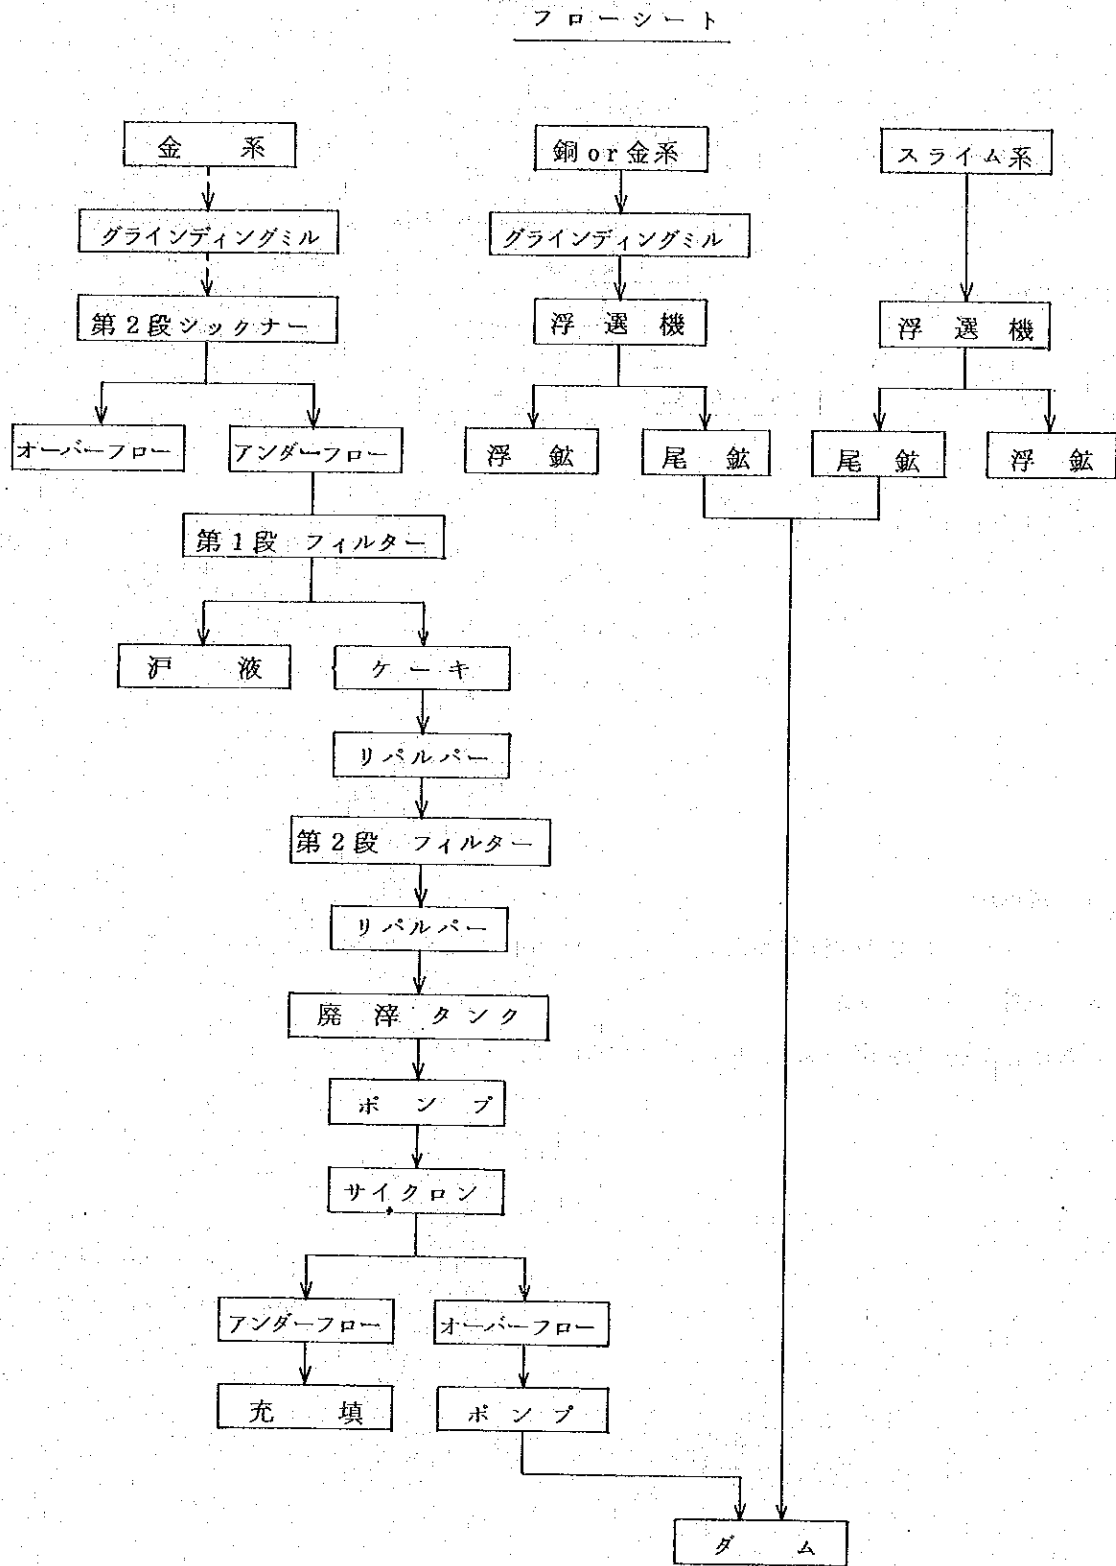 フローシート
金系
銅or金系
スライム系
グラインディングミル
グラインディングミル
第2段シックナー
浮選機
浮選機
オーバーフロー
アンダーフロー
浮鉱
尾鉱
尾鉱
浮鉱
第1段 フィルター
沪液
ケーキ
リパルパー
第2段 フィルター
リパルパー
廃滓タンク
ポンプ
サイクロン
アンダーフロー
オーバーフロー
充填
ポンプ
ダム